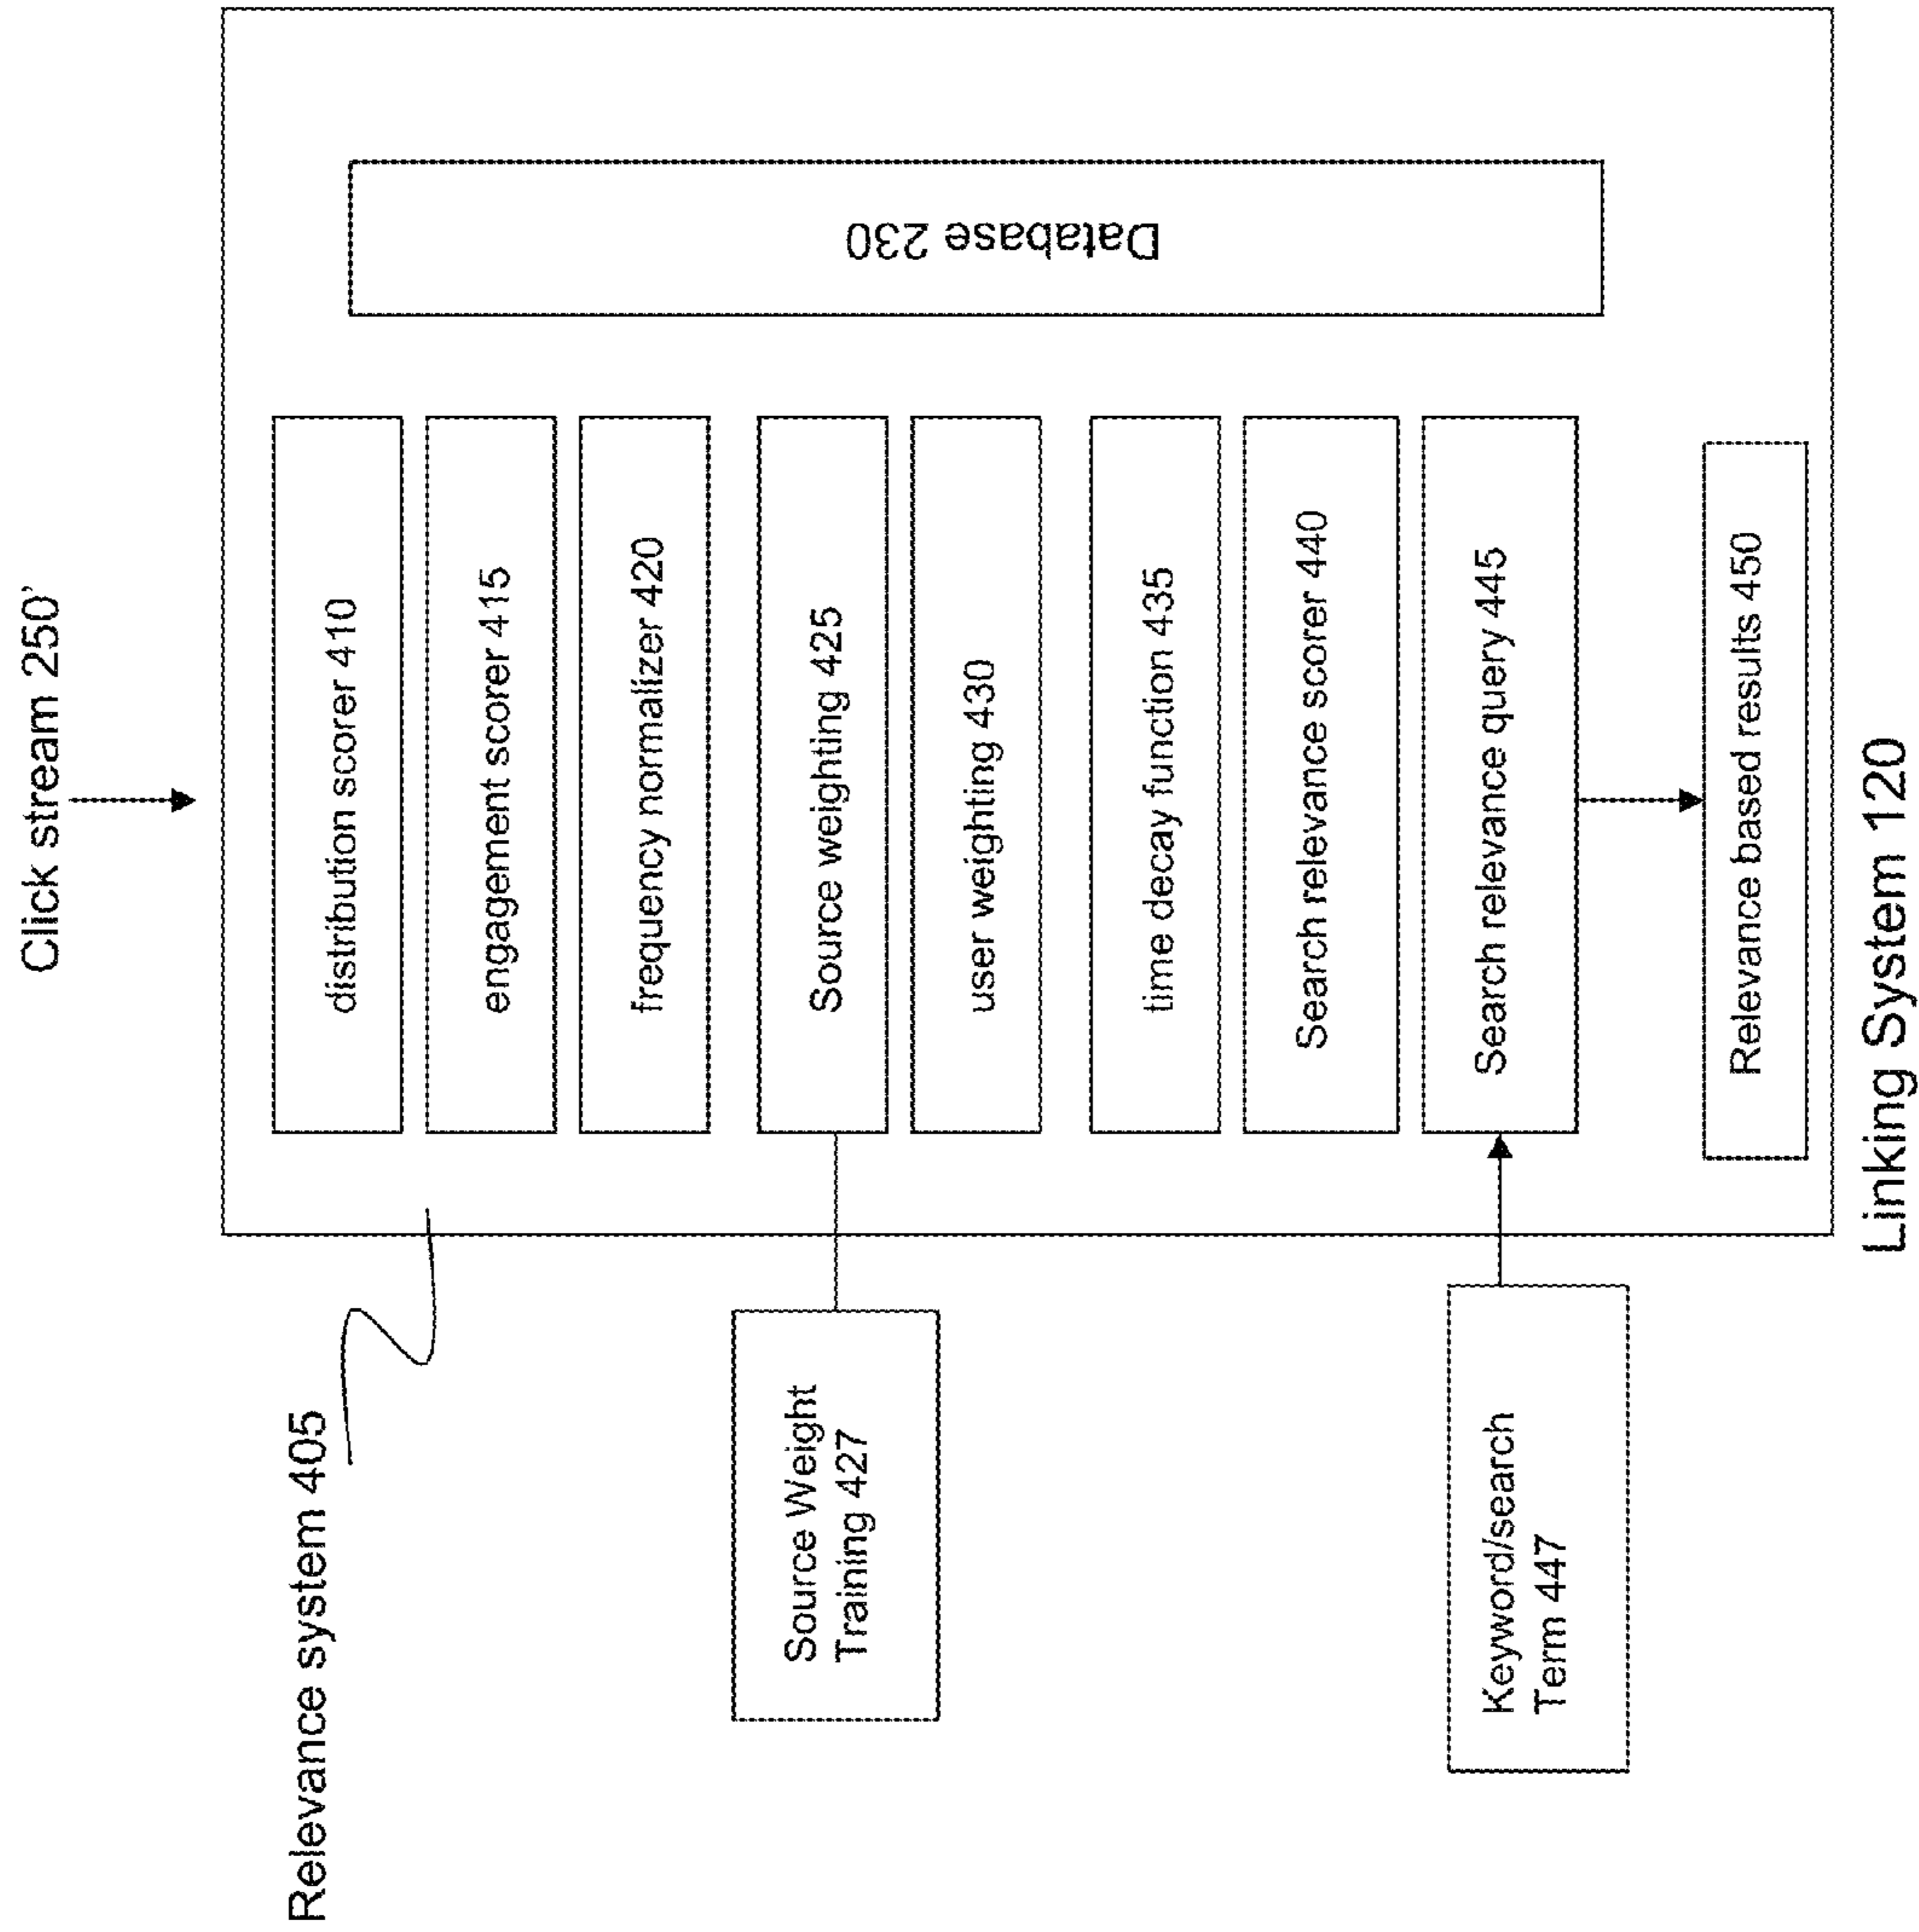 Click stream 250'
Relevance system 405
distribution scorer 410
engagement scorer 415
frequency normalizer 420
Source weighting 425
user weighting 430
time decay function 435
Search relevance scorer 440
Search relevance query 445
Relevance based results 450
Database 230
Source Weight
Training 427
Keyword/search
Term 447
Linking System 120